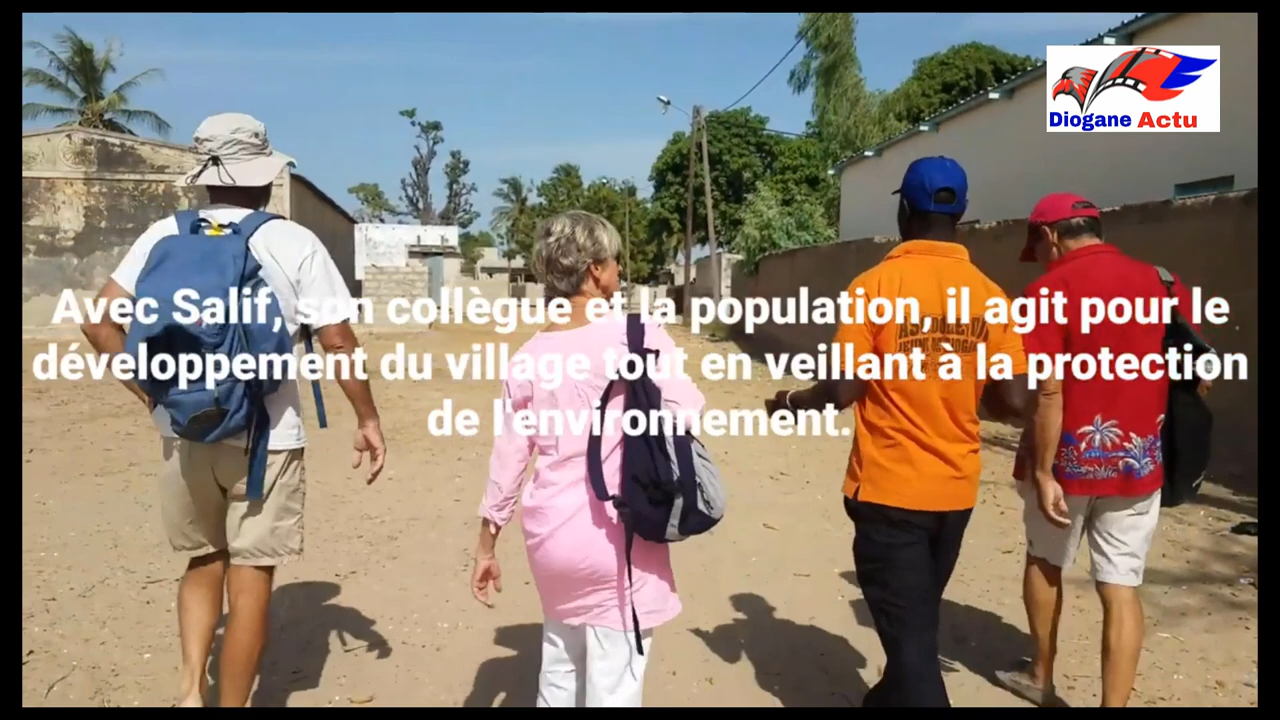 Diogane Actu
Avec Salif, son collègue et la population, il agit pour le
développement du village tout en veillant à la protection
de l'environnement.